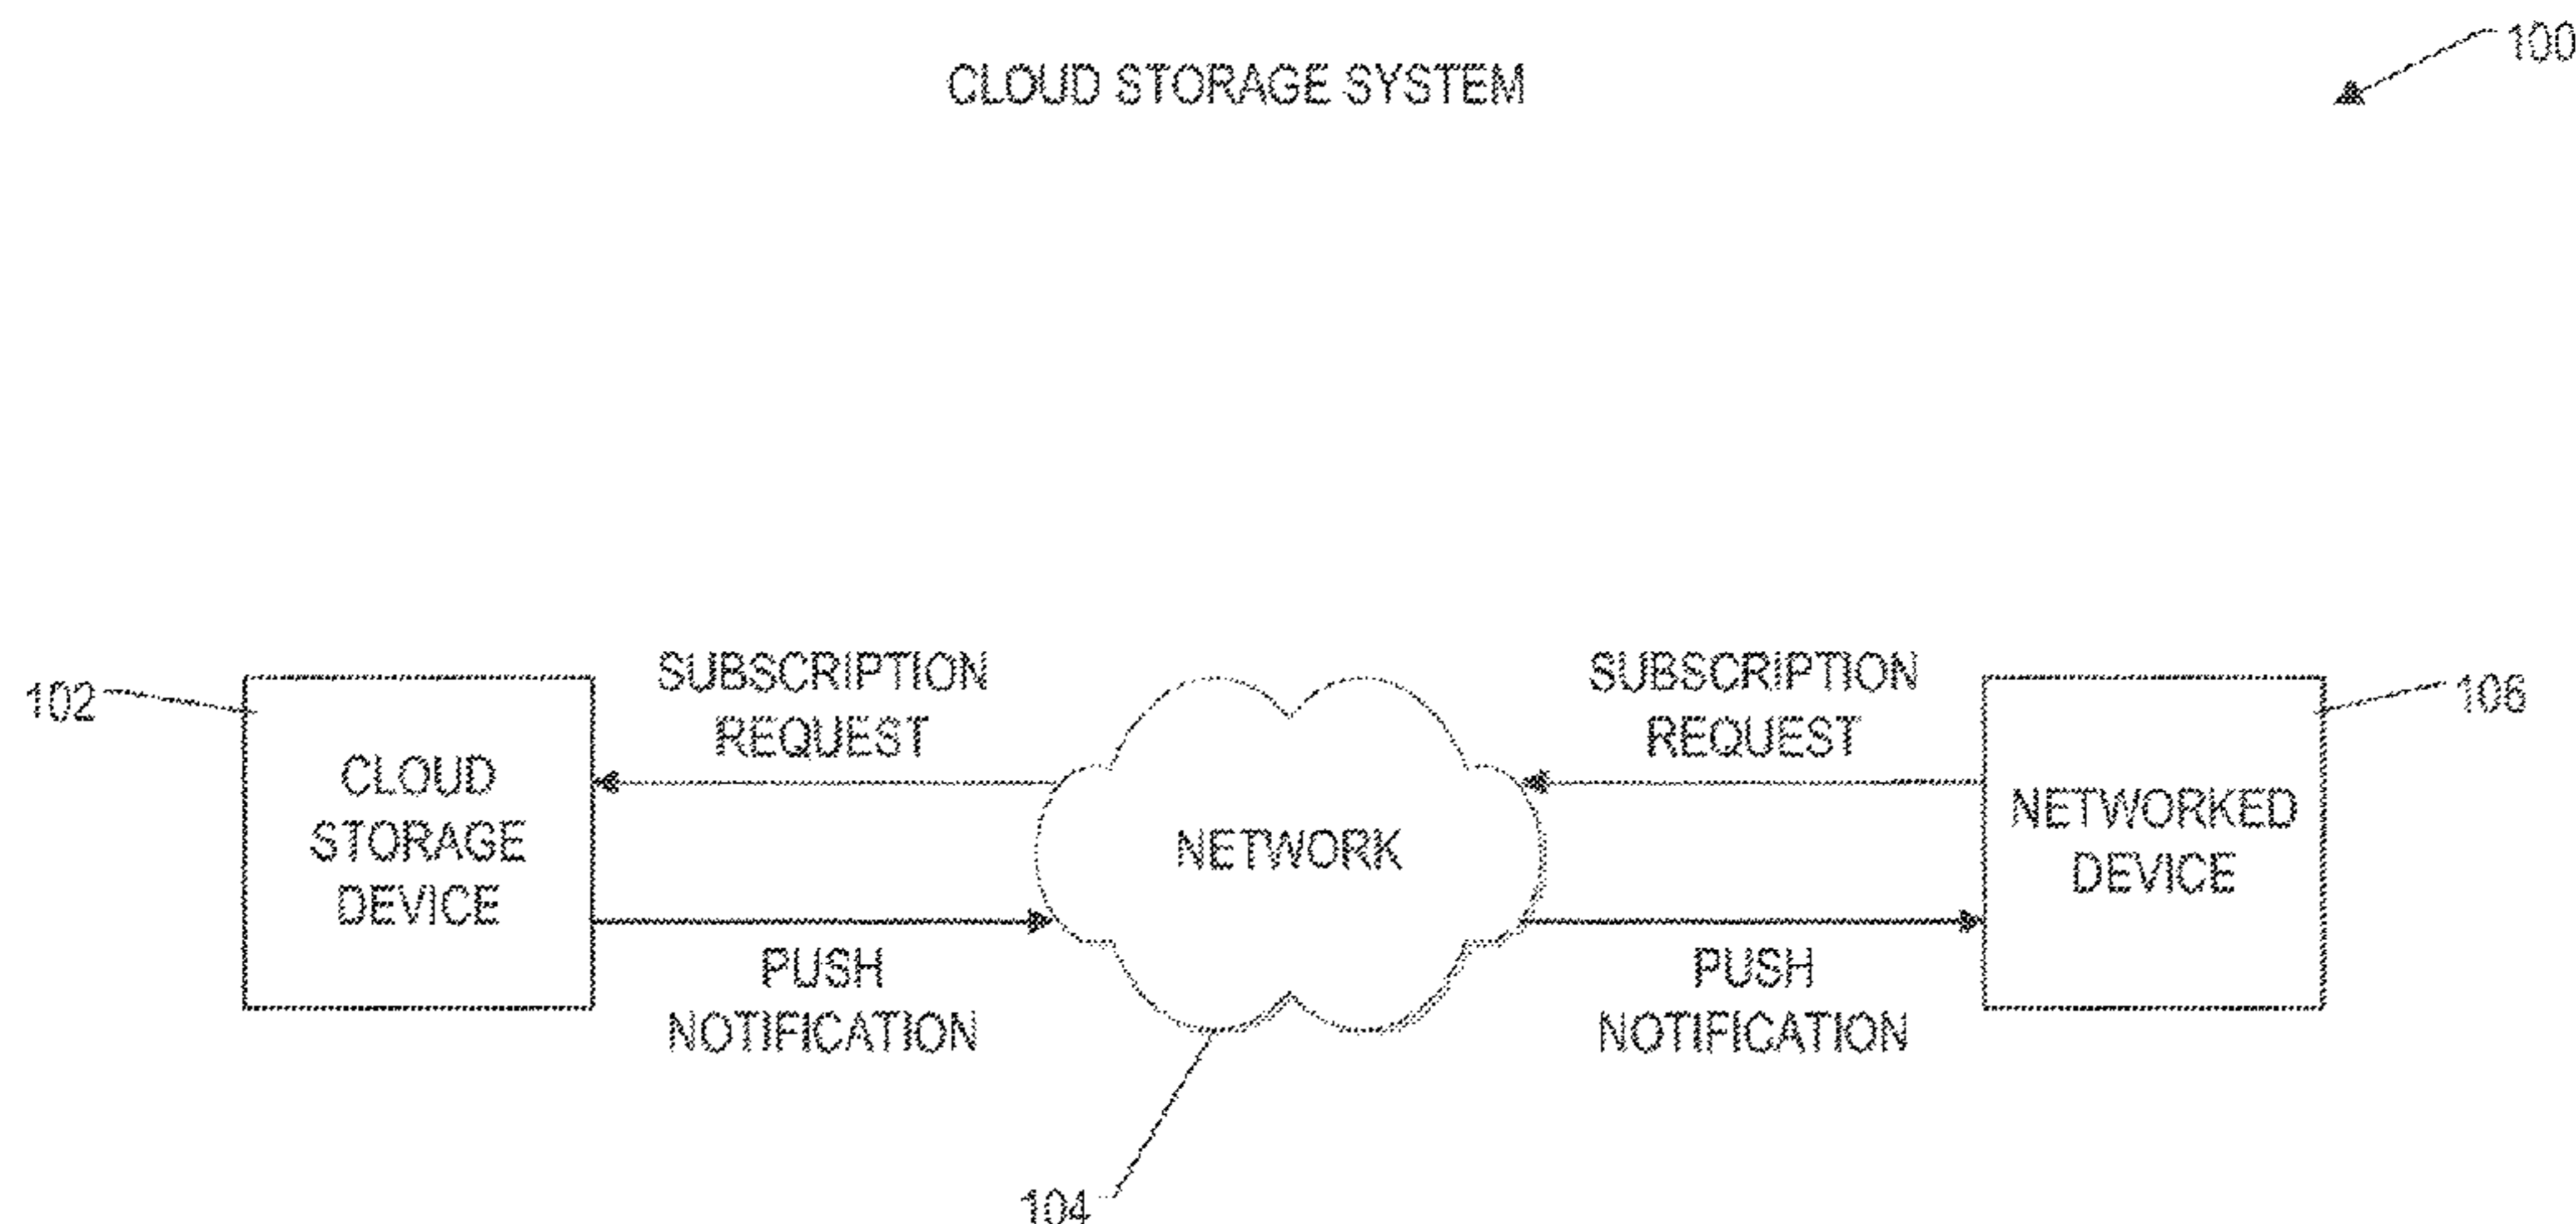 100
CLOUD STORAGE SYSTEM
102
CLOUD
STORAGE
DEVICE
SUBSCRIPTION
REQUEST
PUSH
NOTIFICATION
NETWORK
104
SUBSCRIPTION
REQUEST
PUSH
NOTIFICATION
NETWORKED
DEVICE
106